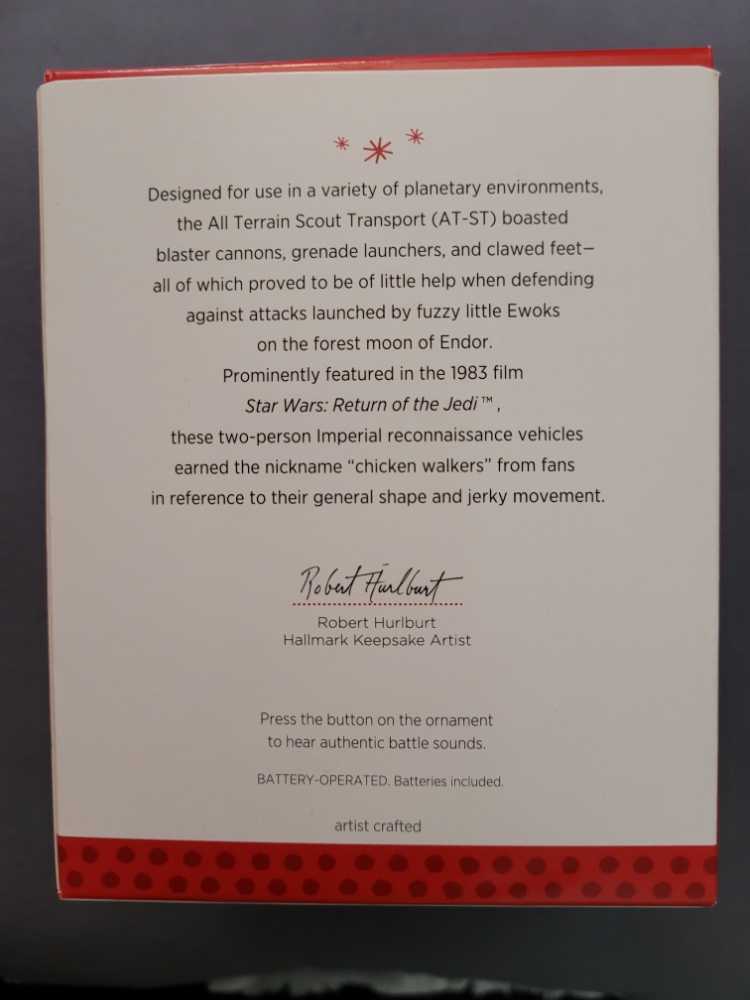 Designed for use in a variety of planetary environments,
the All Terrain Scout Transport (AT-ST) boasted
blaster cannons, grenade launchers, and clawed feet—
all of which proved to be of little help when defending
against attacks launched by fuzzy little Ewoks
on the forest moon of Endor.
Prominently featured in the 1983 film
Star Wars: Return of the Jedi™,
these two-person Imperial reconnaissance vehicles
earned the nickname “chicken walkers” from fans
in reference to their general shape and jerky movement.
Robert Hurlburt
Robert Hurlburt
Hallmark Keepsake Artist
Press the button on the ornament
to hear authentic battle sounds.
BATTERY-OPERATED. Batteries included.
artist crafted